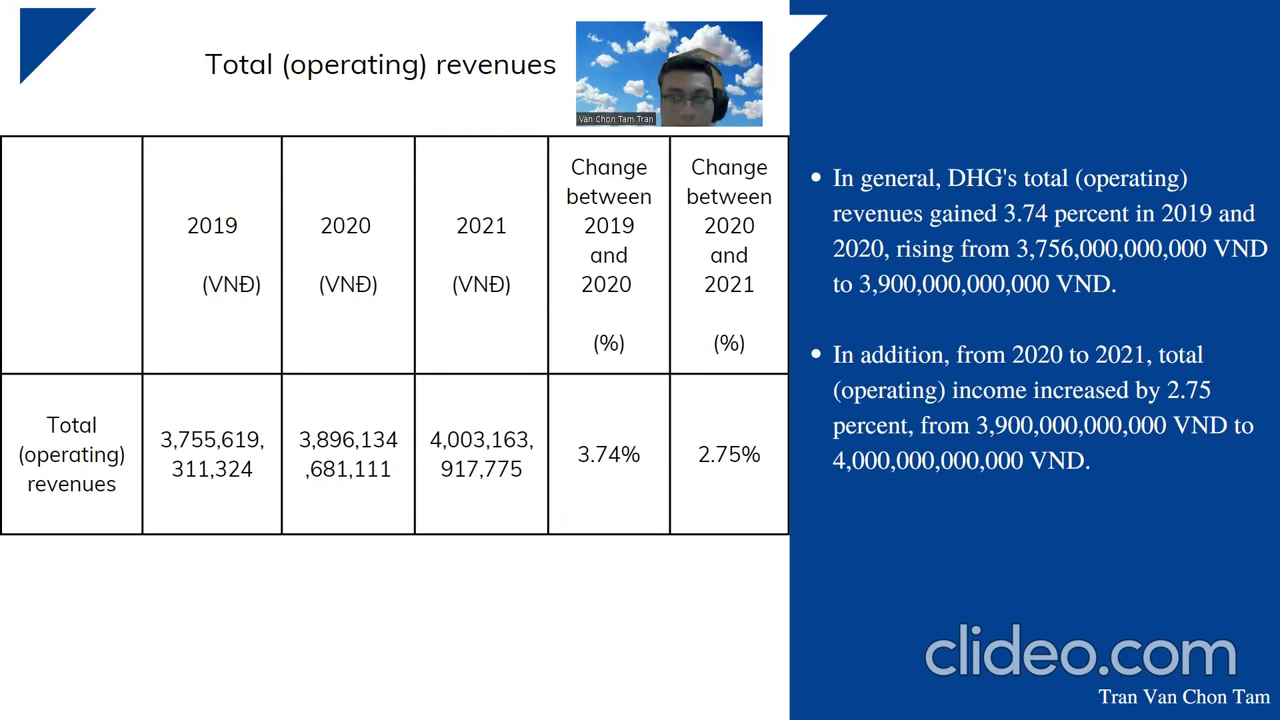 Total (operating) revenues
Van Chon Tam Tran
2019
(VNĐ)
2020
(VNĐ)
2021
(VNĐ)
Change
between
2019
and
2020
(%)
Change
between
2020
and
2021
(%)
Total
(operating)
revenues
3,755,619,
311,324
3,896,134
,681,111
4,003,163,
917,775
3.74%
2.75%
• In general, DHG's total (operating)
revenues gained 3.74 percent in 2019 and
2020, rising from 3,756,000,000,000 VND
to 3,900,000,000,000 VND.
• In addition, from 2020 to 2021, total
(operating) income increased by 2.75
percent, from 3,900,000,000,000 VND to
4,000,000,000,000 VND.
clideo.com
Tran Van Chon Tam